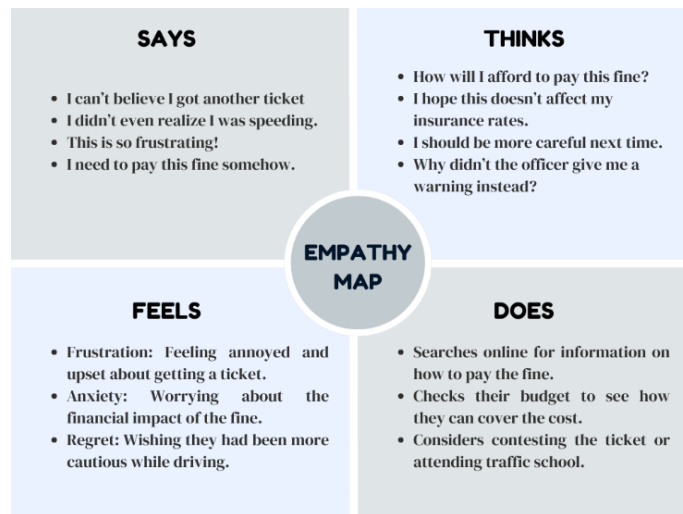 SAYS
• I can't believe I got another ticket
• I didn't even realize I was speeding.
• This is so frustrating!
• I need to pay this fine somehow.
THINKS
• How will I afford to pay this fine?
• I hope this doesn't affect my
insurance rates.
• I should be more careful next time.
• Why didn't the officer give me a
warning instead?
EMPATHY
MAP
FEELS
• Frustration: Feeling annoyed and
upset about getting a ticket.
• Anxiety: Worrying about the
financial impact of the fine.
• Regret: Wishing they had been more
cautious while driving.
DOES
• Searches online for information on
how to pay the fine.
• Checks their budget to see how
they can cover the cost.
• Considers contesting the ticket or
attending traffic school.